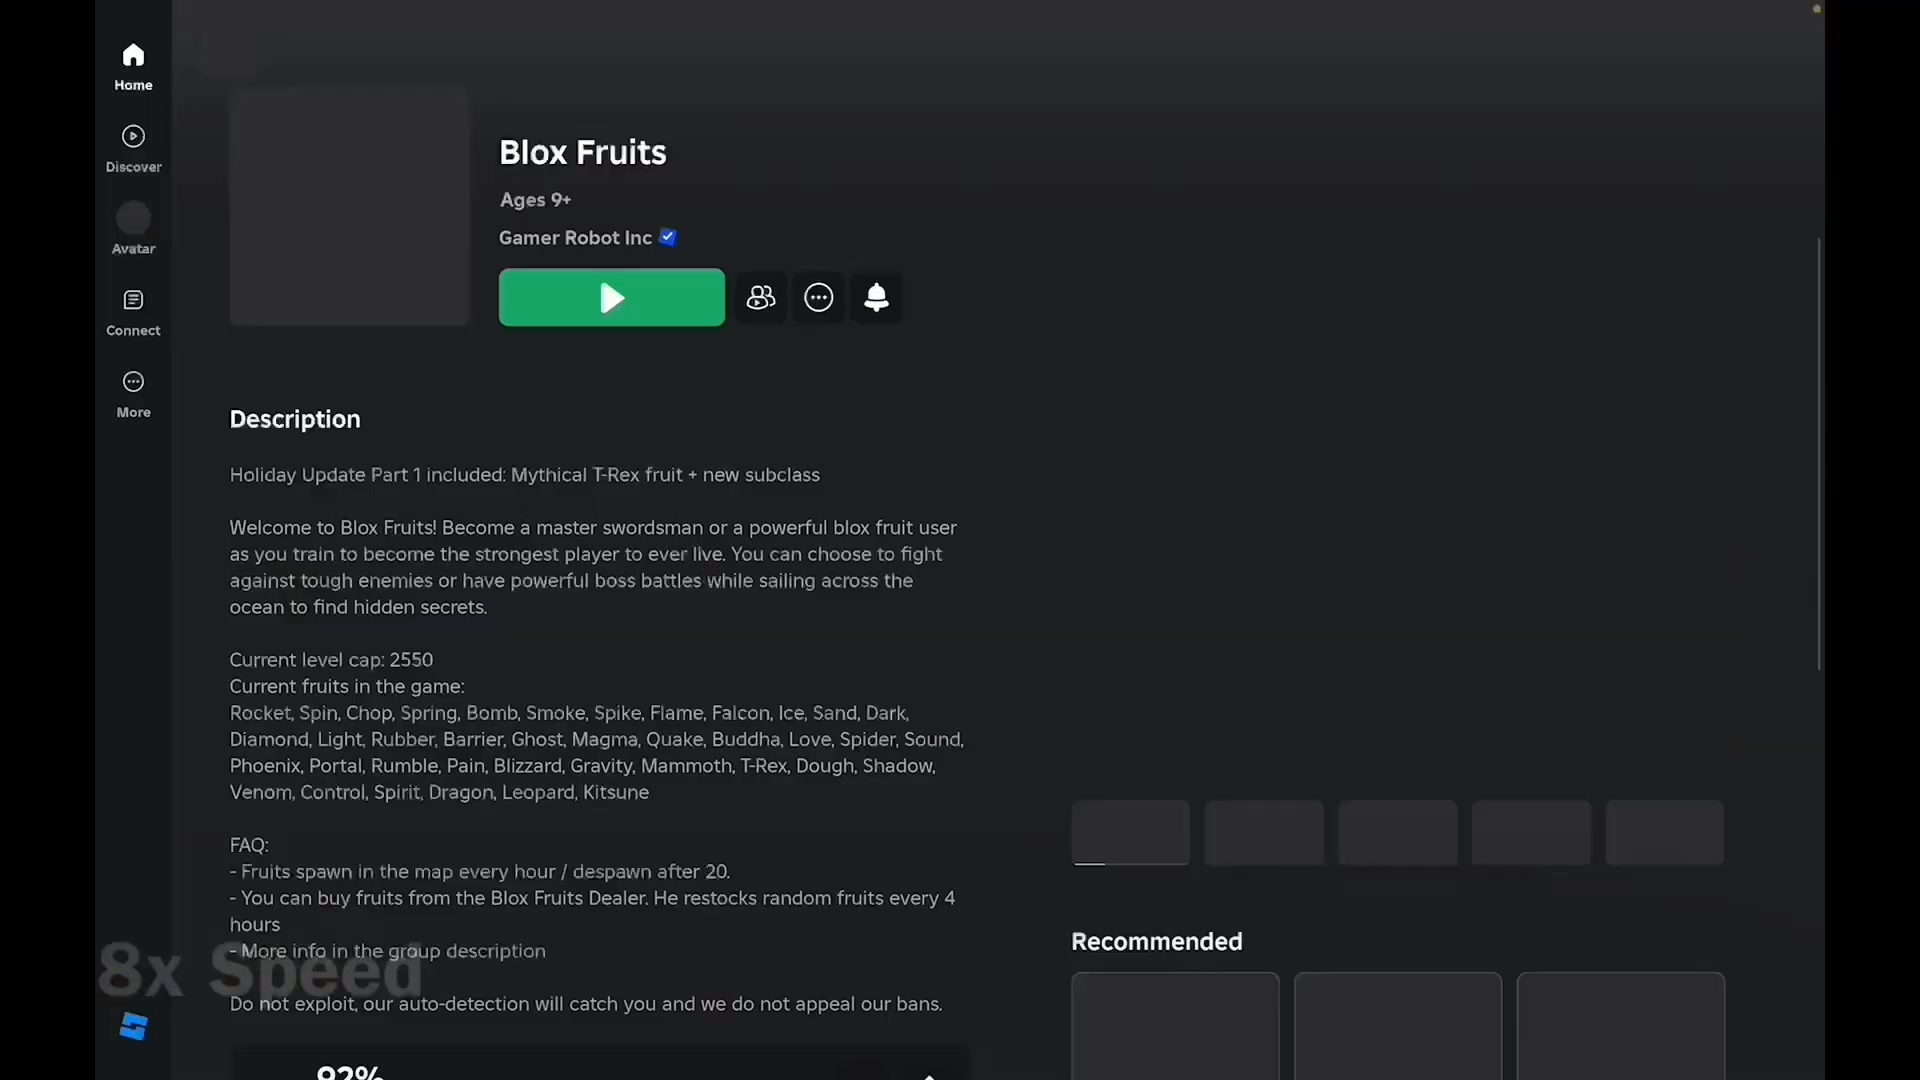 Home
Discover
Avatar
Connect
More
Blox Fruits
Ages 9+
Gamer Robot Inc
Description
Holiday Update Part 1 included: Mythical T-Rex fruit + new subclass
Welcome to Blox Fruits! Become a master swordsman or a powerful blox fruit user
as you train to become the strongest player to ever live. You can choose to fight
against tough enemies or have powerful boss battles while sailing across the
ocean to find hidden secrets.
Current level cap: 2550
Current fruits in the game:
Rocket, Spin, Chop, Spring, Bomb, Smoke, Spike, Flame, Falcon, Ice, Sand, Dark,
Diamond, Light, Rubber, Barrier, Ghost, Magma, Quake, Buddha, Love, Spider, Sound,
Phoenix, Portal, Rumble, Pain, Blizzard, Gravity, Mammoth, T-Rex, Dough, Shadow,
Venom, Control, Spirit, Dragon, Leopard, Kitsune
FAQ:
- Fruits spawn in the map every hour / despawn after 20.
- You can buy fruits from the Blox Fruits Dealer. He restocks random fruits every 4
hours
- More info in the group description
8x Speed
Do not exploit, our auto-detection will catch you and we do not appeal our bans.
92%
Recommended